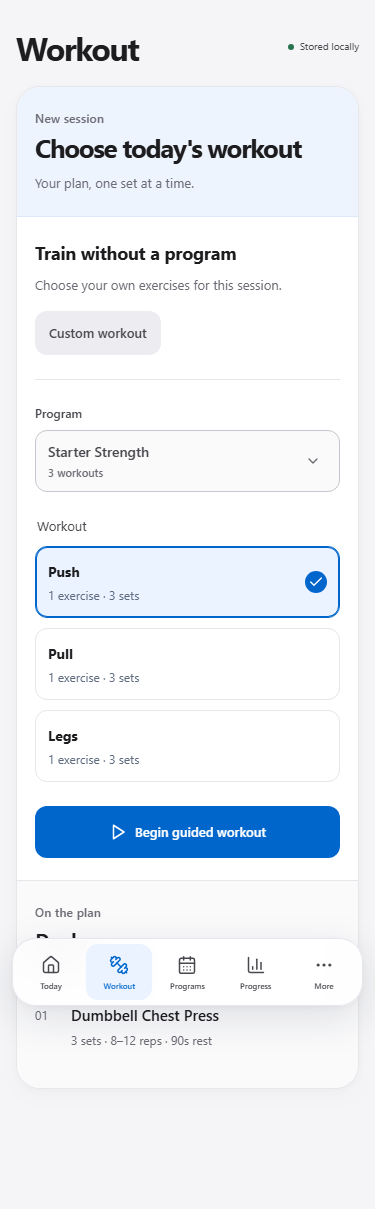 Workout
Stored locally
New session
Choose today's workout
Your plan, one set at a time.
Train without a program
Choose your own exercises for this session.
Custom workout
Program
Starter Strength
3 workouts
Workout
Push
1 exercise · 3 sets
Pull
1 exercise · 3 sets
Legs
1 exercise · 3 sets
Begin guided workout
On the plan
Today
Workout
Programs
Progress
More
01 Dumbbell Chest Press
3 sets · 8–12 reps · 90s rest